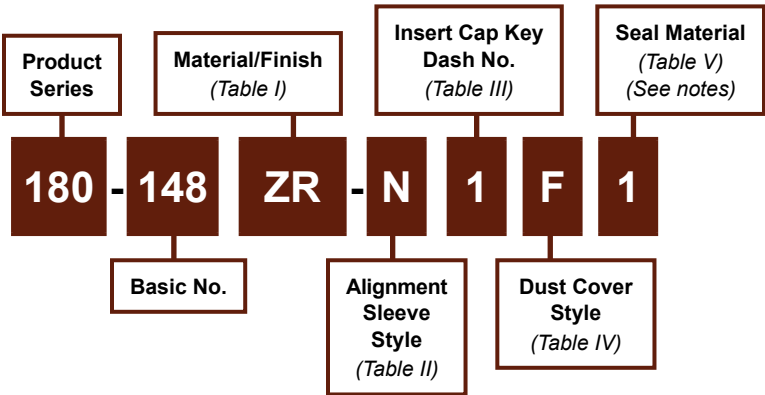 Product
Series
Material/Finish
(Table I)
Insert Cap Key
Dash No.
(Table III)
Seal Material
(Table V)
(See notes)
180 - 148 ZR - N 1 F 1
Basic No.
Alignment
Sleeve
Style
(Table II)
Dust Cover
Style
(Table IV)